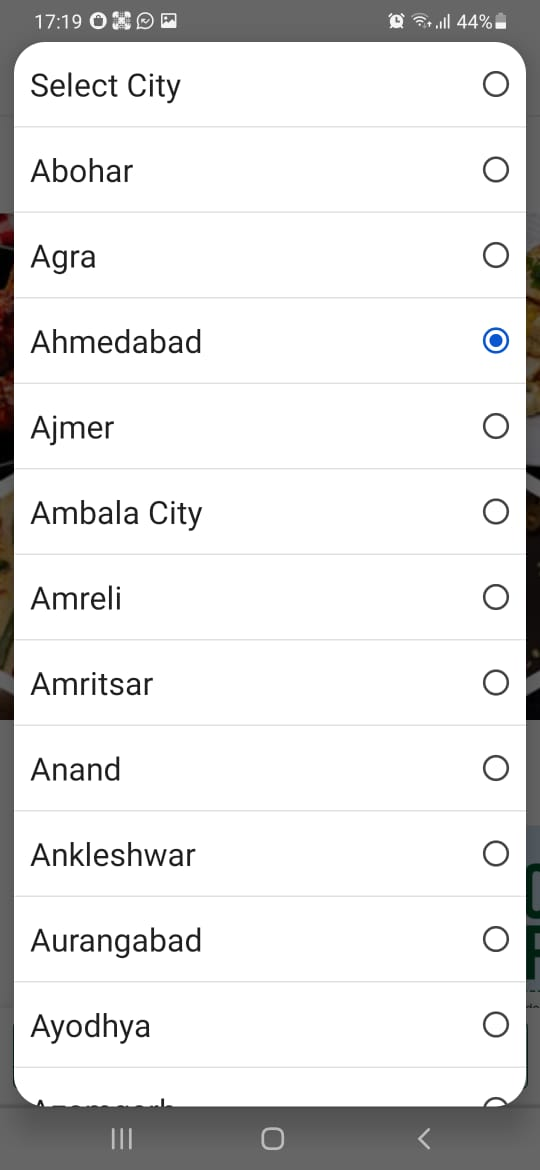 17:19
44%
Select City
Abohar
Agra
Ahmedabad
Ajmer
Ambala City
Amreli
Amritsar
Anand
Ankleshwar
Aurangabad
Ayodhya